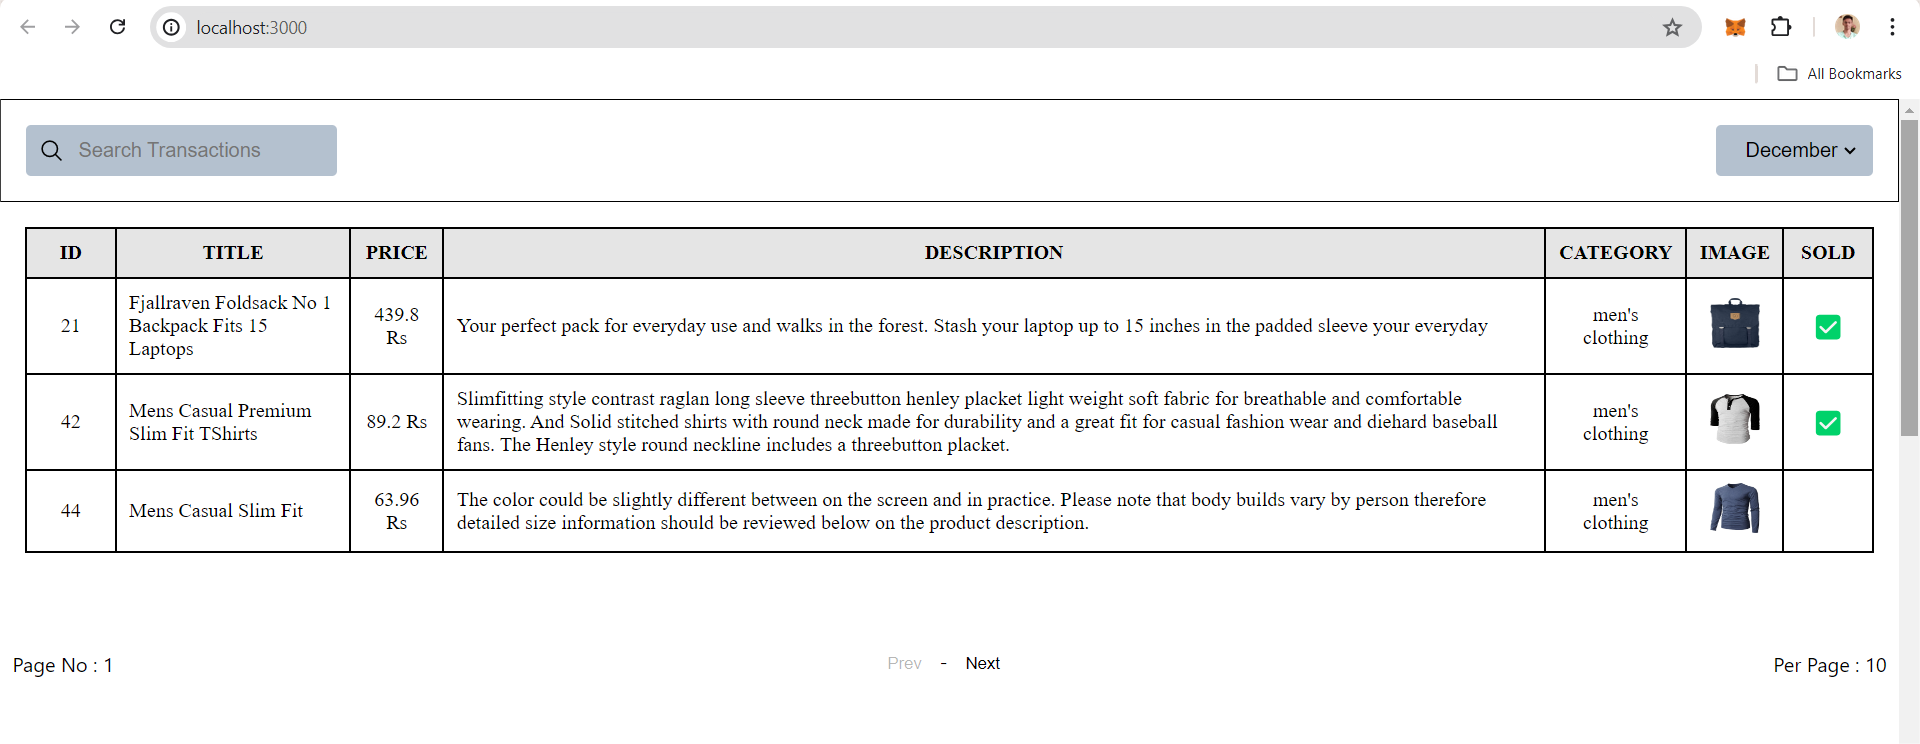 localhost:3000
All Bookmarks
Search Transactions
December
ID TITLE PRICE DESCRIPTION CATEGORY IMAGE SOLD
21
Fjallraven Foldsack No 1
Backpack Fits 15
Laptops
439.8
Rs
Your perfect pack for everyday use and walks in the forest. Stash your laptop up to 15 inches in the padded sleeve your everyday
men's
clothing
42
Mens Casual Premium
Slim Fit TShirts
89.2 Rs
Slimfitting style contrast raglan long sleeve threebutton henley placket light weight soft fabric for breathable and comfortable
wearing. And Solid stitched shirts with round neck made for durability and a great fit for casual fashion wear and diehard baseball
fans. The Henley style round neckline includes a threebutton placket.
men's
clothing
44
Mens Casual Slim Fit
63.96
Rs
The color could be slightly different between on the screen and in practice. Please note that body builds vary by person therefore
detailed size information should be reviewed below on the product description.
men's
clothing
Page No : 1
Prev - Next
Per Page : 10